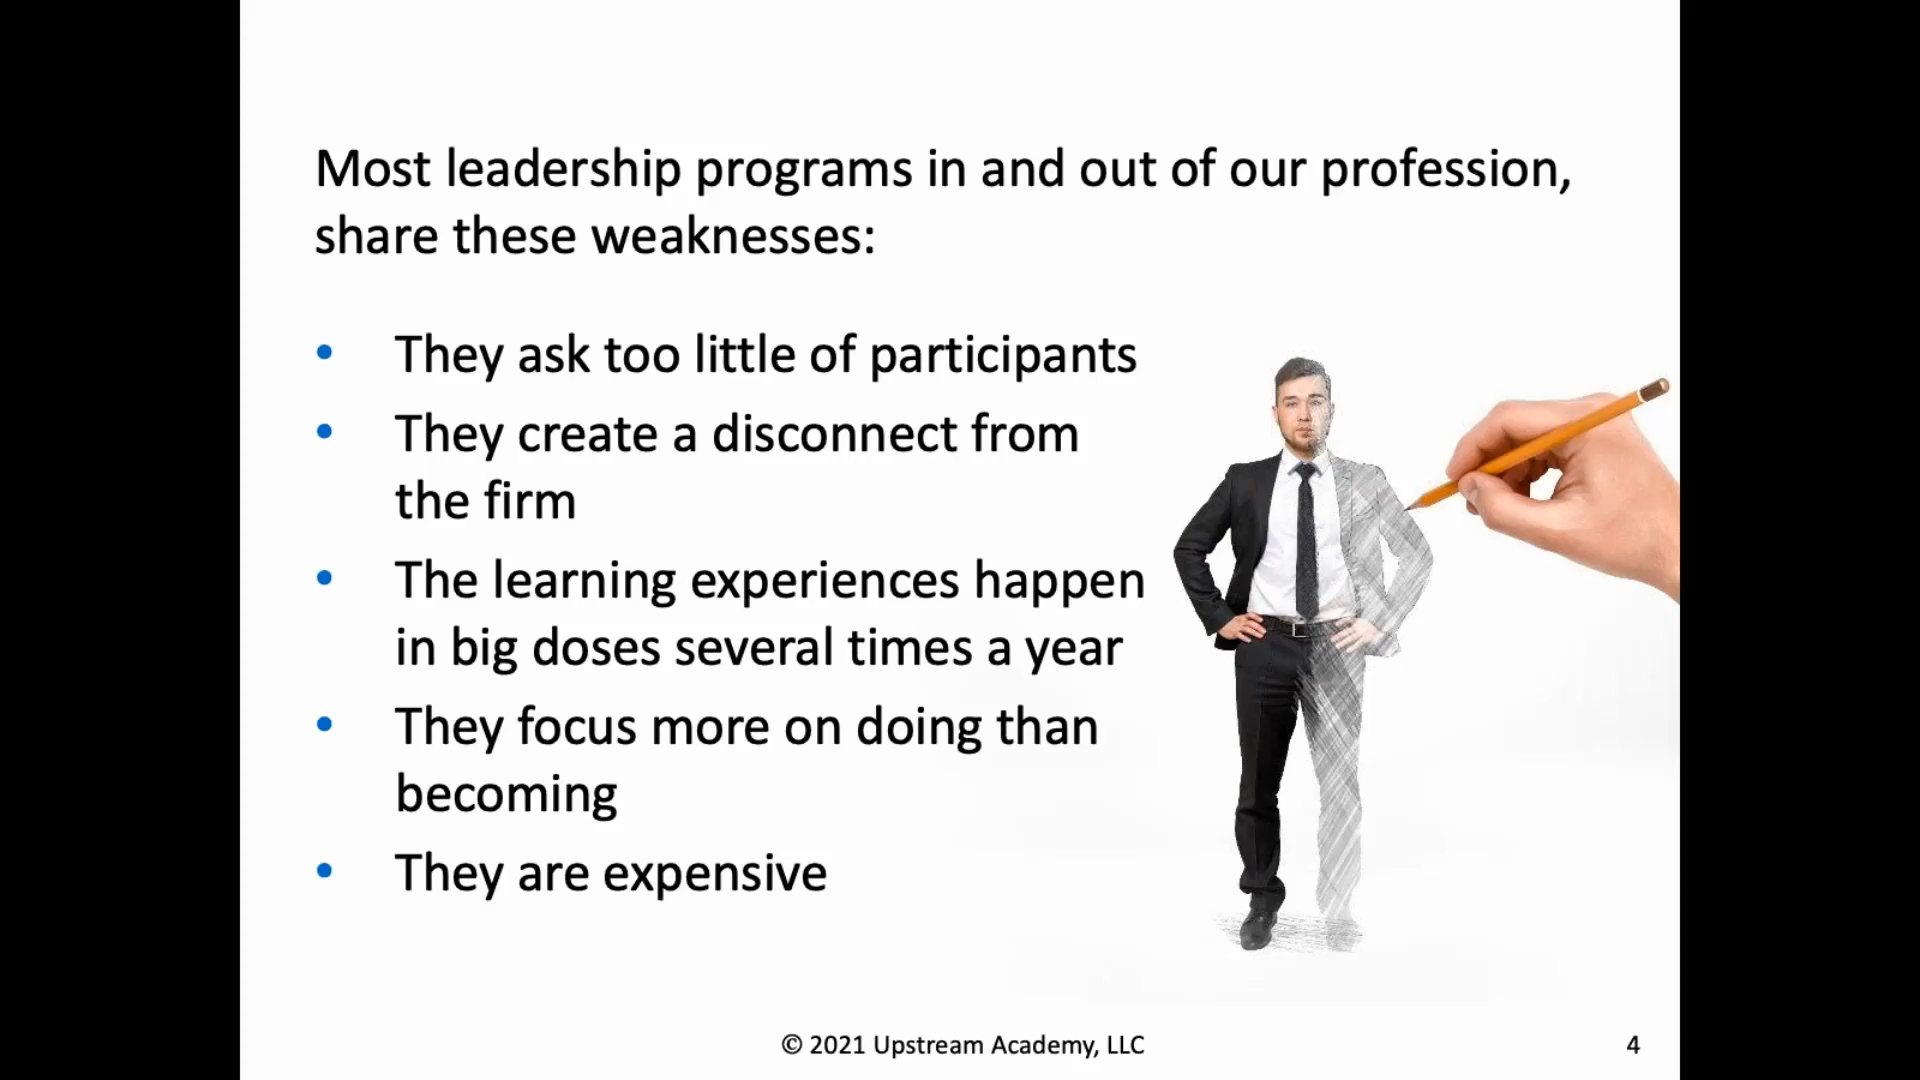 Most leadership programs in and out of our profession,
share these weaknesses:
• They ask too little of participants
• They create a disconnect from
the firm
• The learning experiences happen
in big doses several times a year
• They focus more on doing than
becoming
• They are expensive
© 2021 Upstream Academy, LLC
4